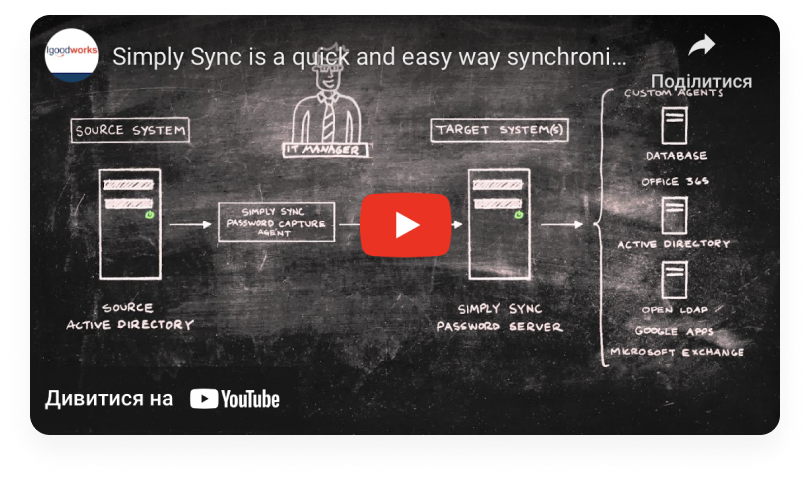 lgoodworks
Simply Sync is a quick and easy way synchroni...
Поділитися
SOURCE SYSTEM
IT MANAGER
TARGET SYSTEM(S)
CUSTOM AGENTS
DATABASE
OFFICE 365
SIMPLY SYNC
PASSWORD CAPTURE
AGENT
ACTIVE DIRECTORY
SOURCE
ACTIVE DIRECTORY
SIMPLY SYNC
PASSWORD SERVER
OPEN LDAP
GOOGLE APPS
MICROSOFT EXCHANGE
Дивитися на YouTube